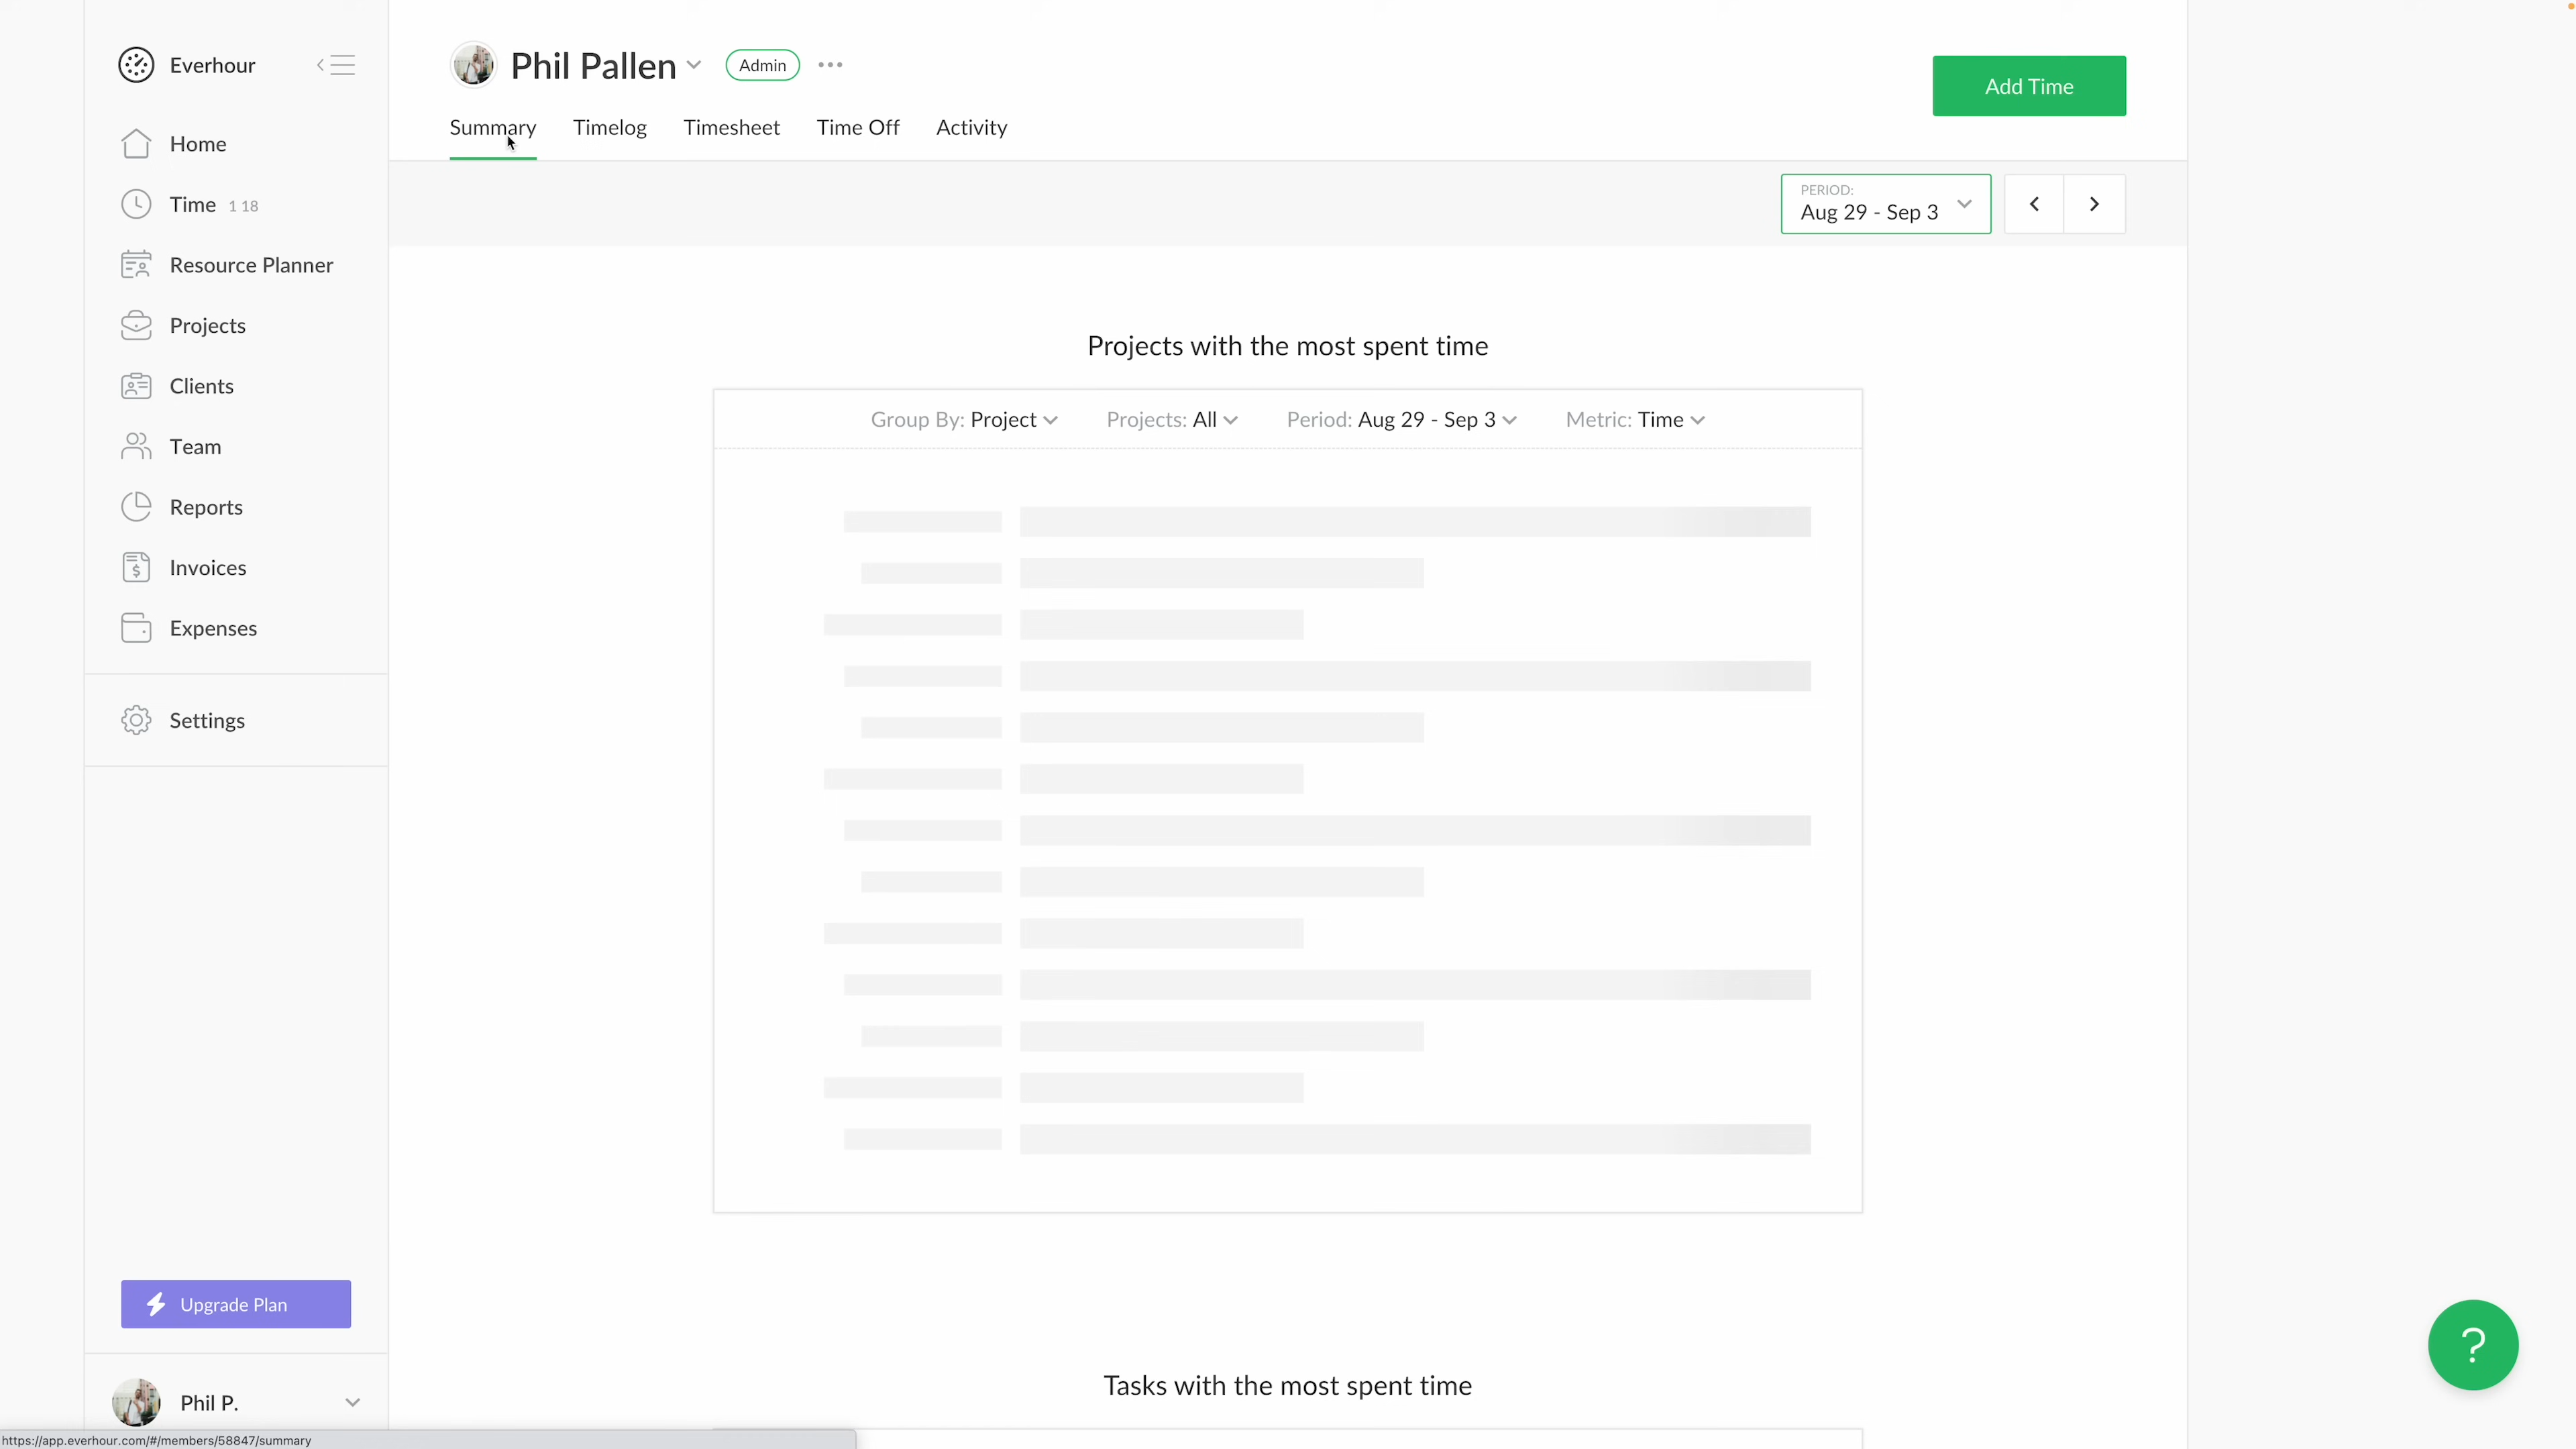 Everhour
Home
Time 1 18
Resource Planner
Projects
Clients
Team
Reports
Invoices
Expenses
Settings
Upgrade Plan
Phil P.
Phil Pallen Admin
Add Time
Summary Timelog Timesheet Time Off Activity
PERIOD:
Aug 29 - Sep 3
Projects with the most spent time
Group By: Project Projects: All Period: Aug 29 - Sep 3 Metric: Time
Tasks with the most spent time
?
https://app.everhour.com/#/members/58847/summary